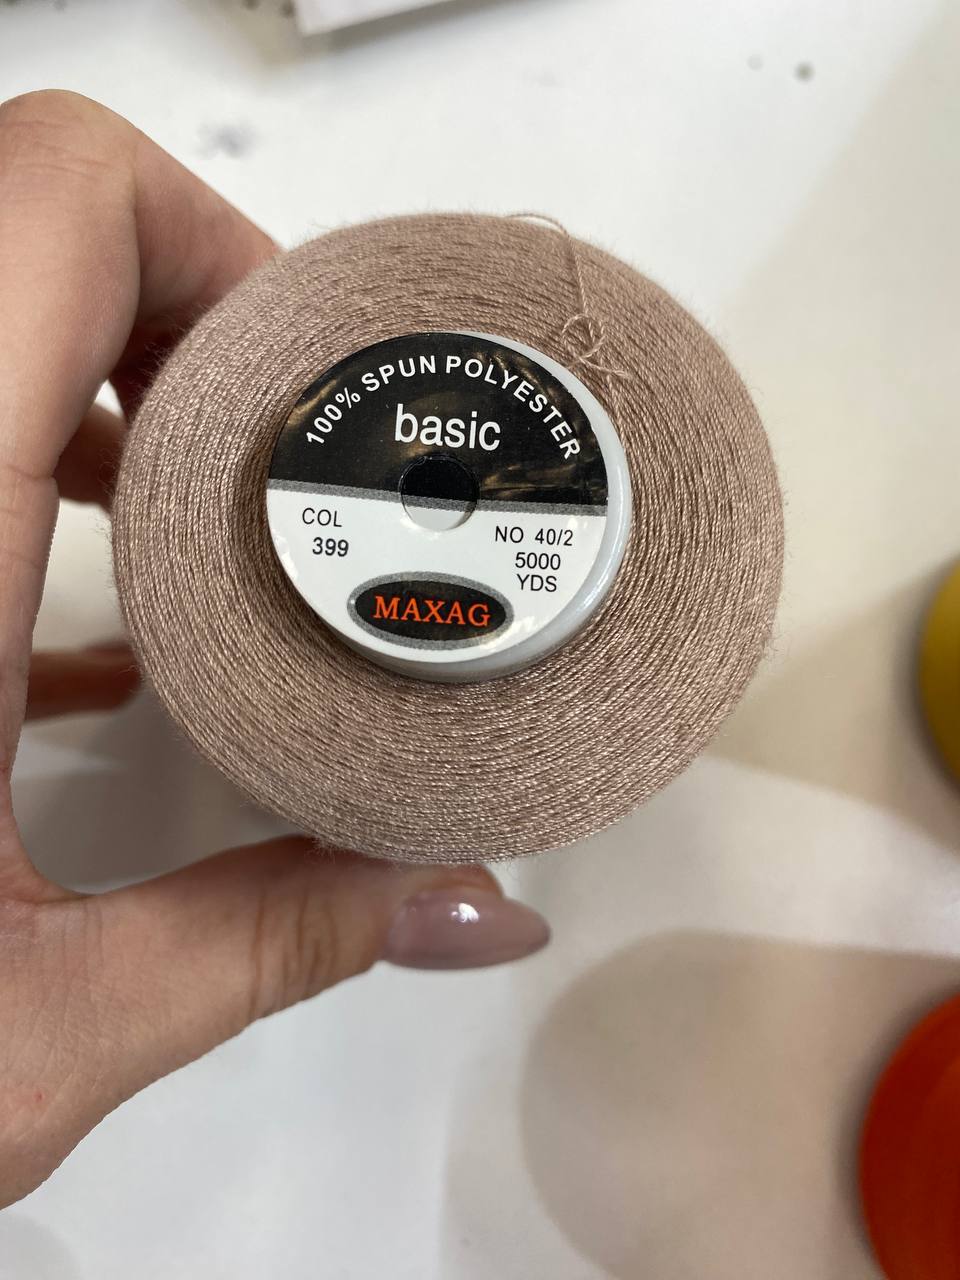 100% SPUN POLYESTER
basic
COL
399
NO 40/2
5000
YDS
MAXAG